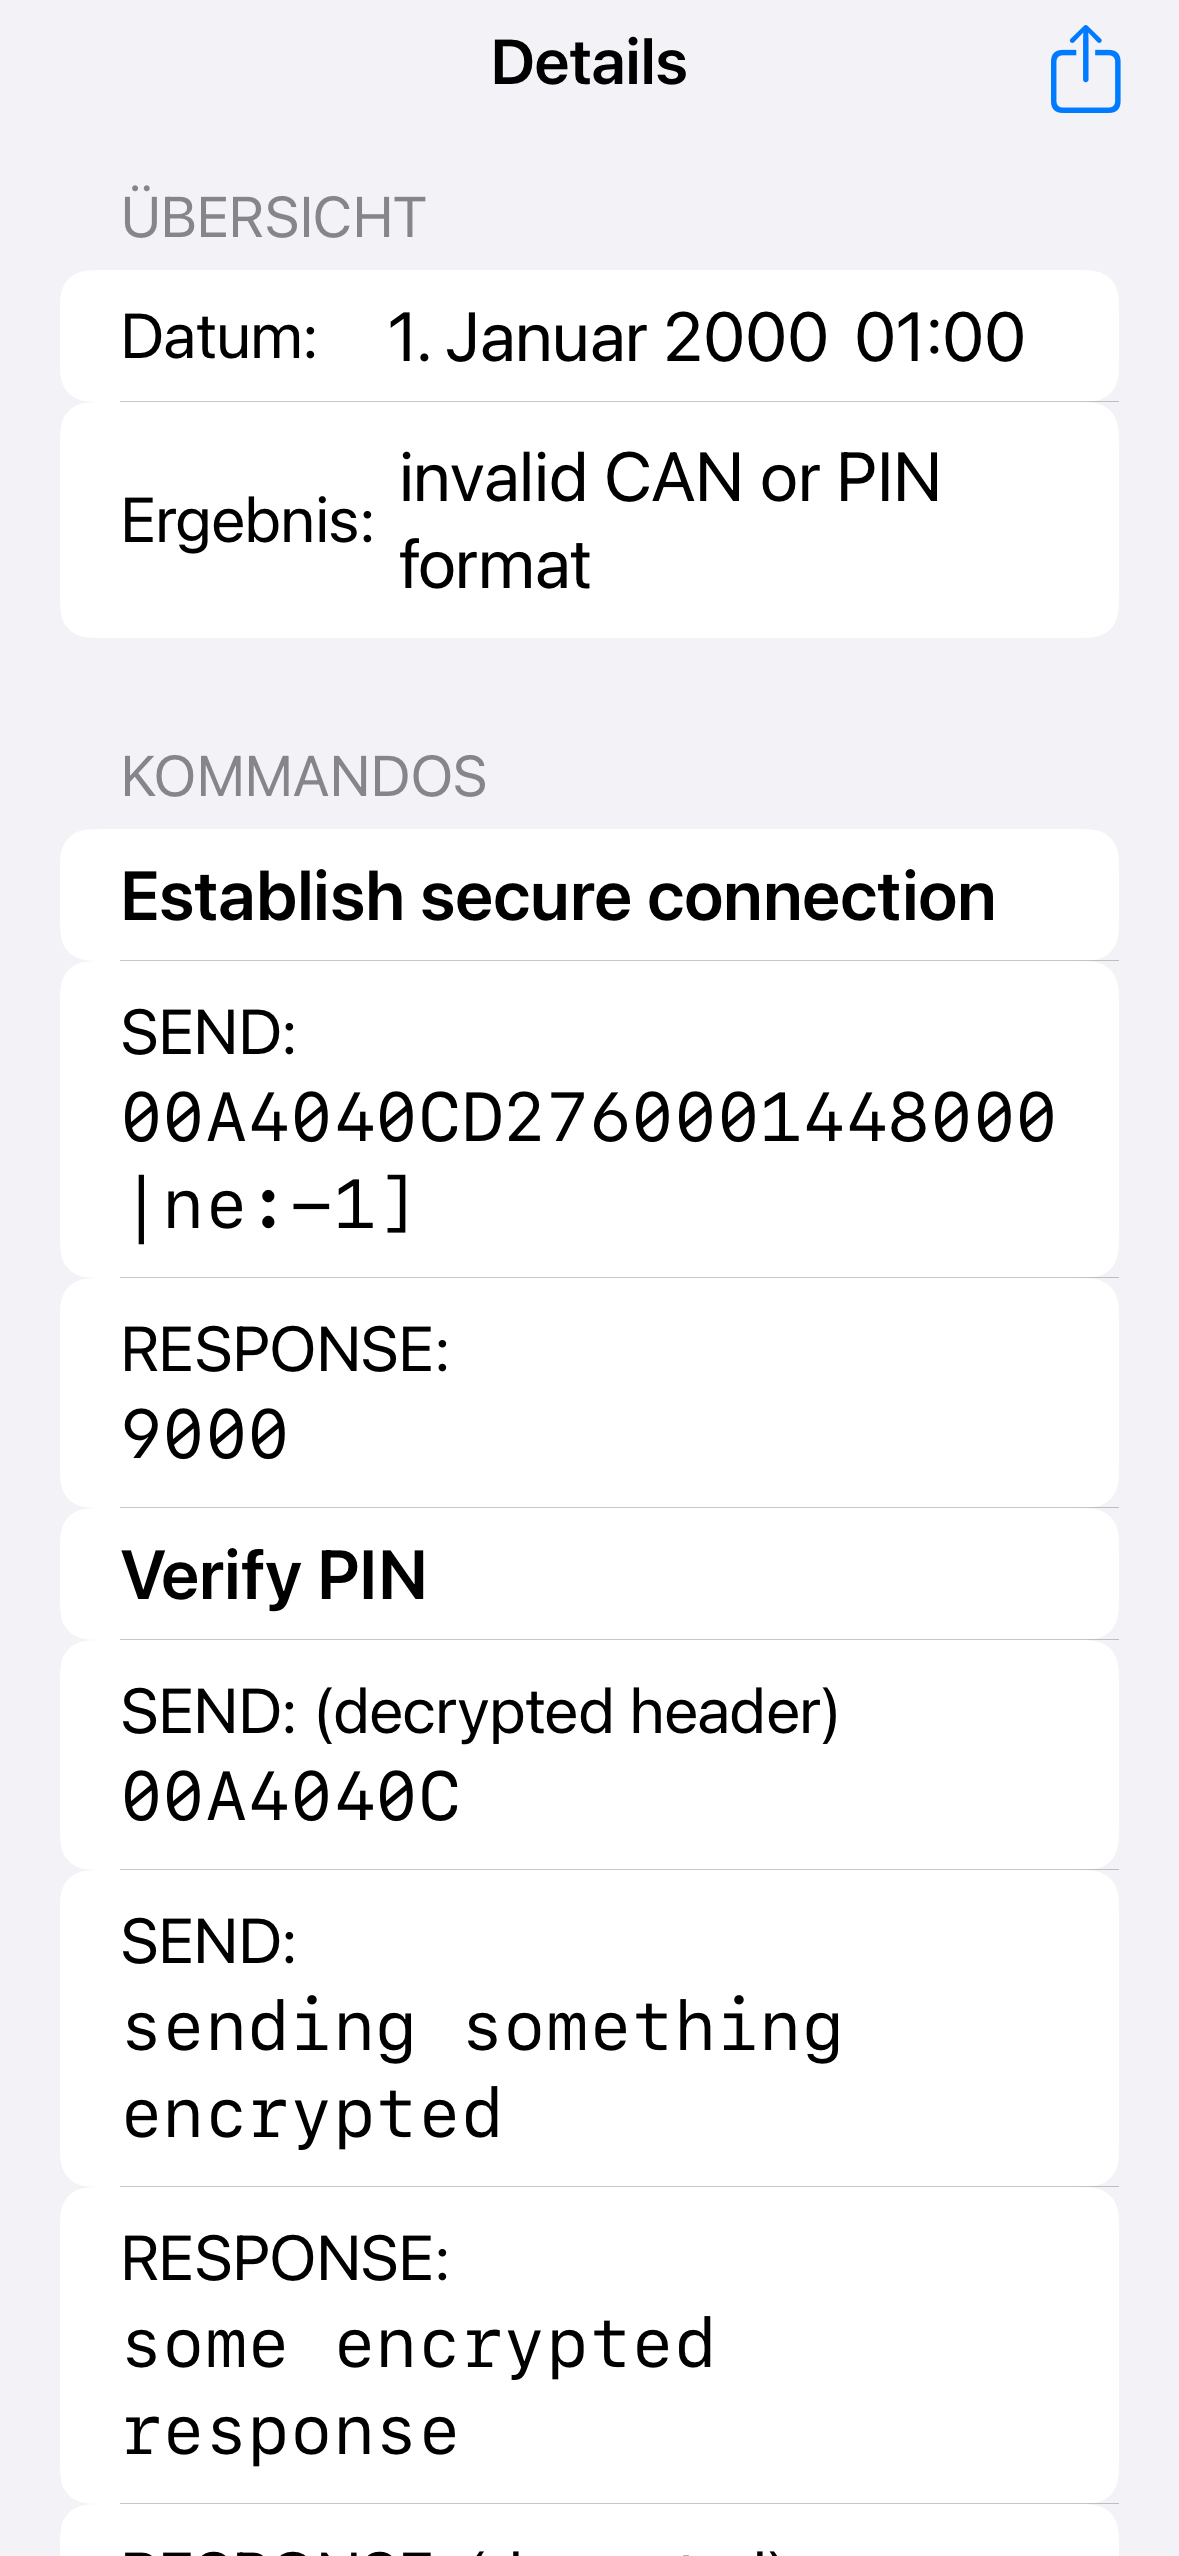 Details
ÜBERSICHT
Datum: 1. Januar 2000 01:00
Ergebnis: invalid CAN or PIN
format
KOMMANDOS
Establish secure connection
SEND:
00A4040CD2760001448000
|ne:-1]
RESPONSE:
9000
Verify PIN
SEND: (decrypted header)
00A4040C
SEND:
sending something
encrypted
RESPONSE:
some encrypted
response